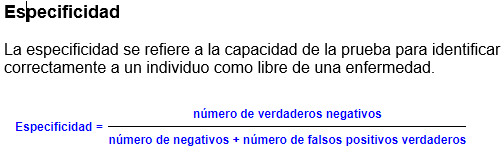 Especificidad
La especificidad se refiere a la capacidad de la prueba para identificar
correctamente a un individuo como libre de una enfermedad.
número de verdaderos negativos
Especificidad =
número de negativos + número de falsos positivos verdaderos